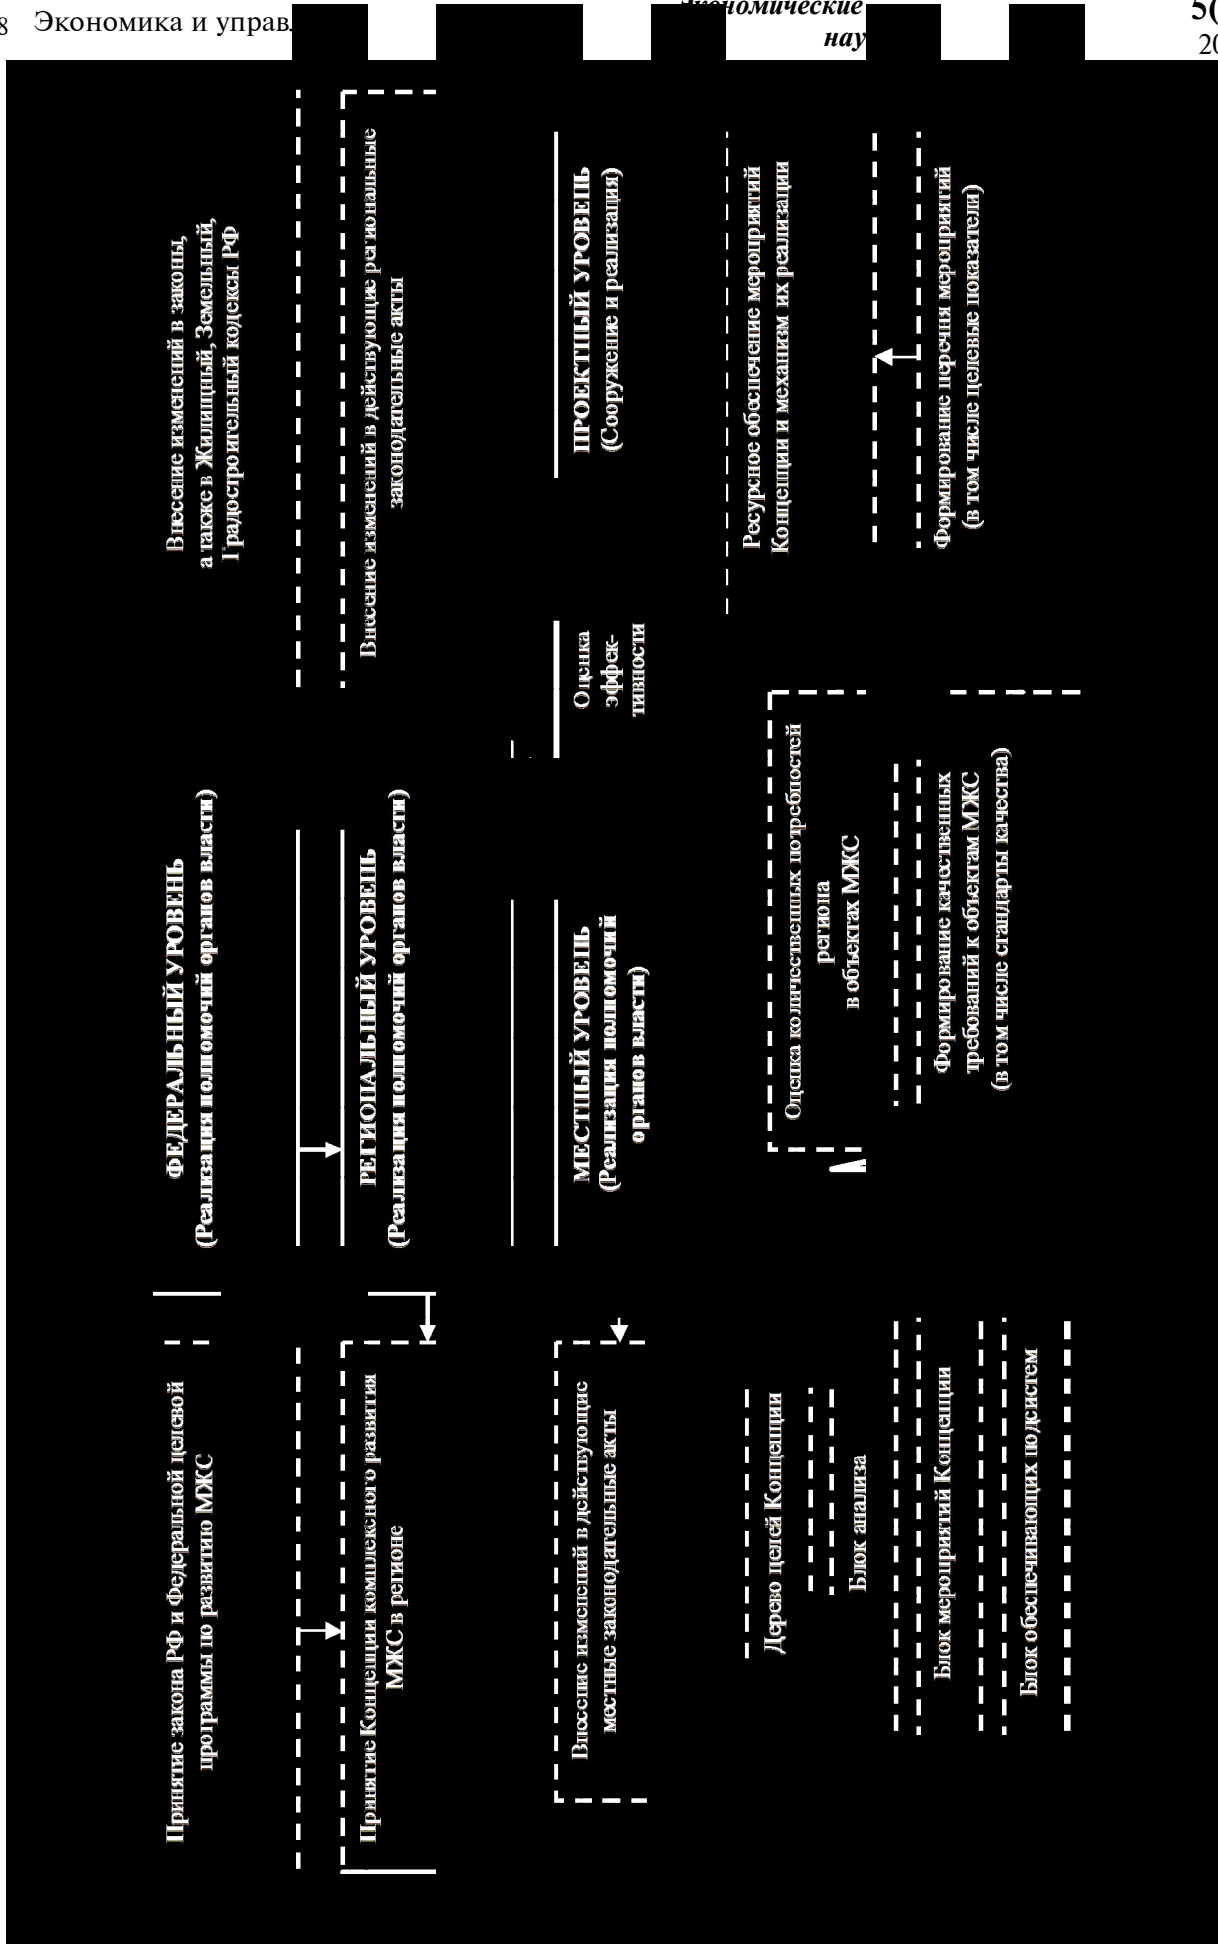 8 Экономика и управ
Экономические
нау
5(
20
Принятие закона РФ и Федеральной целевой
программы по развитию МЖС
ФЕДЕРАЛЬНЫЙ УРОВЕНЬ
(Реализация полномочий органов власти)
Внесение изменений в законы,
а также в Жилищный, Земельный,
Градостроительный кодексы РФ
Принятие Концепции комплексного развития
МЖС в регионе
РЕГИОНАЛЬНЫЙ УРОВЕНЬ
(Реализация полномочий органов власти)
Внесение изменений в действующие региональные
законодательные акты
Внесение изменений в действующие
местные законодательные акты
МЕСТНЫЙ УРОВЕНЬ
(Реализация полномочий
органов власти)
Оценка
эффек-
тивности
ПРОЕКТНЫЙ УРОВЕНЬ
(Сооружение и реализация)
Дерево целей Концепции
Блок анализа
Оценка количественных потребностей
региона
в объектах МЖС
Ресурсное обеспечение мероприятий
Концепции и механизм их реализации
Блок мероприятий Концепции
Формирование качественных
требований к объектам МЖС
(в том числе стандарты качества)
Формирование перечня мероприятий
(в том числе целевые показатели)
Блок обеспечивающих подсистем